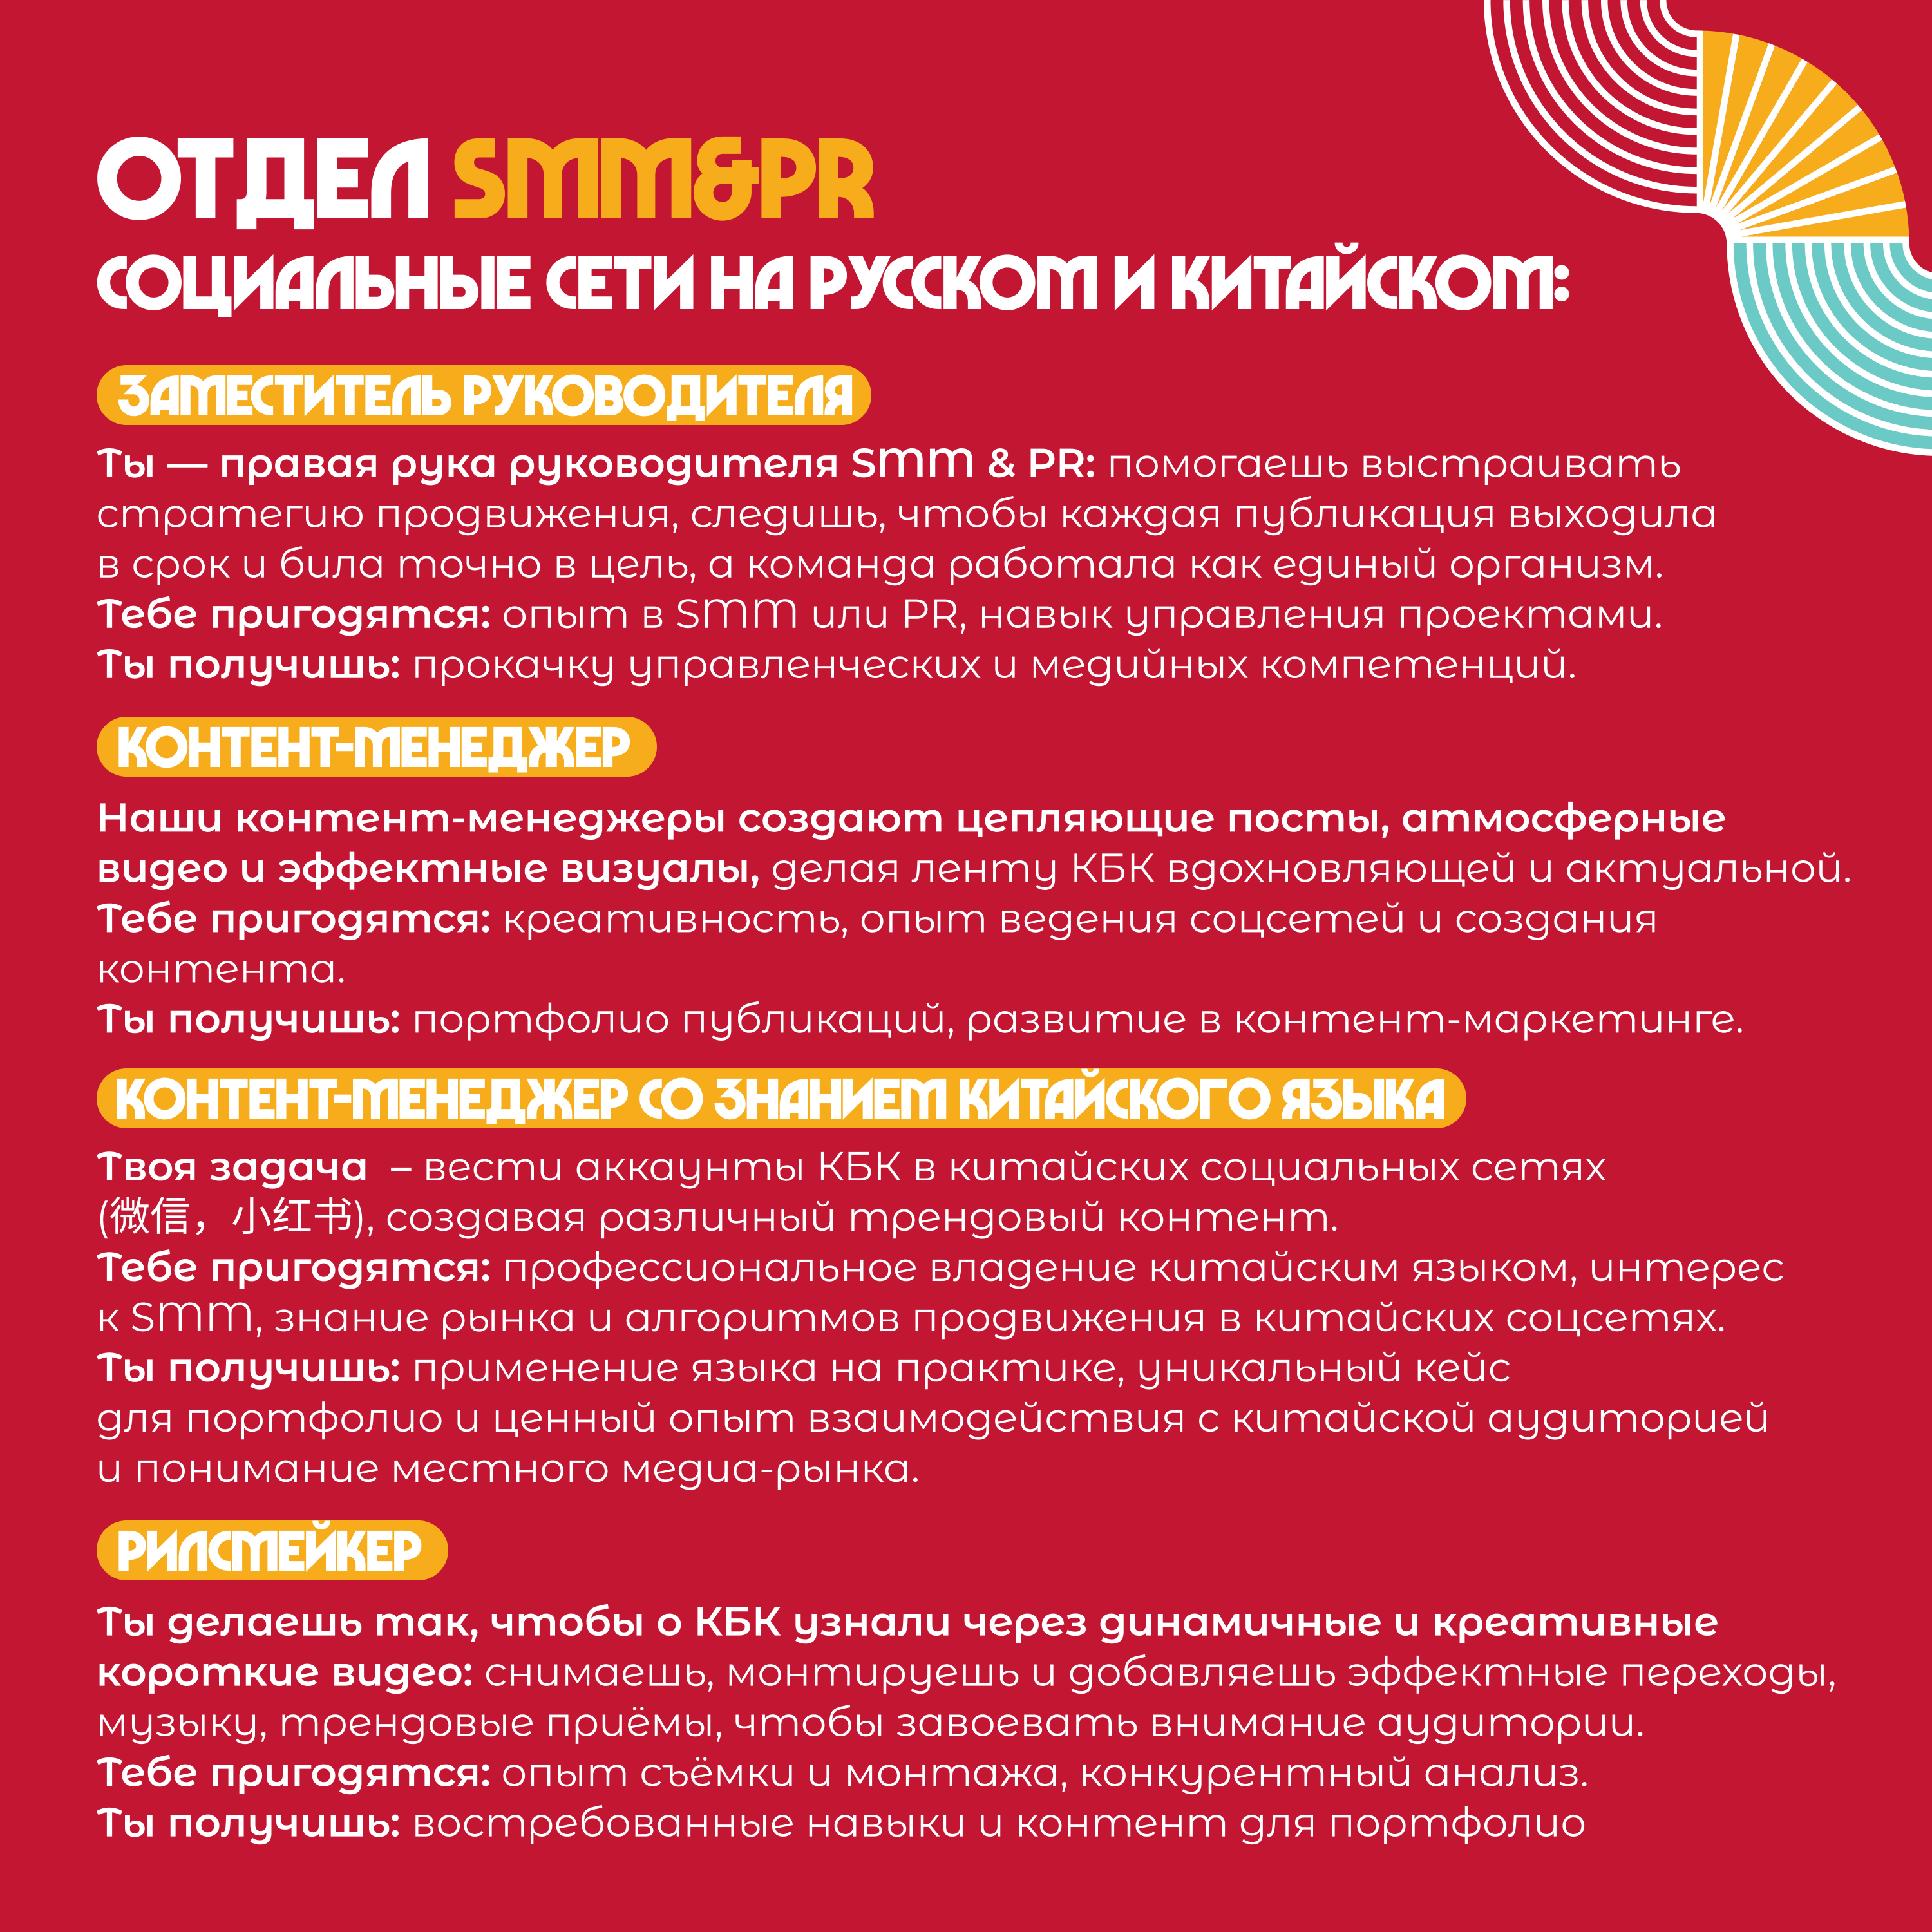 ОТДЕЛ SMM&PR
СОЦИАЛЬНЫЕ СЕТИ НА РУССКОМ И КИТАЙСКОМ:
ЗАМЕСТИТЕЛЬ РУКОВОДИТЕЛЯ
Ты — правая рука руководителя SMM & PR: помогаешь выстраивать
стратегию продвижения, следишь, чтобы каждая публикация выходила
в срок и била точно в цель, а команда работала как единый организм.
Тебе пригодятся: опыт в SMM или PR, навык управления проектами.
Ты получишь: прокачку управленческих и медийных компетенций.
КОНТЕНТ-МЕНЕДЖЕР
Наши контент-менеджеры создают цепляющие посты, атмосферные
видео и эффектные визуалы, делая ленту КБК вдохновляющей и актуальной.
Тебе пригодятся: креативность, опыт ведения соцсетей и создания
контента.
Ты получишь: портфолио публикаций, развитие в контент-маркетинге.
КОНТЕНТ-МЕНЕДЖЕР СО ЗНАНИЕМ КИТАЙСКОГО ЯЗЫКА
Твоя задача – вести аккаунты КБК в китайских социальных сетях
(微信，小红书), создавая различный трендовый контент.
Тебе пригодятся: профессиональное владение китайским языком, интерес
к SMM, знание рынка и алгоритмов продвижения в китайских соцсетях.
Ты получишь: применение языка на практике, уникальный кейс
для портфолио и ценный опыт взаимодействия с китайской аудиторией
и понимание местного медиа-рынка.
РИЛСМЕЙКЕР
Ты делаешь так, чтобы о КБК узнали через динамичные и креативные
короткие видео: снимаешь, монтируешь и добавляешь эффектные переходы,
музыку, трендовые приёмы, чтобы завоевать внимание аудитории.
Тебе пригодятся: опыт съёмки и монтажа, конкурентный анализ.
Ты получишь: востребованные навыки и контент для портфолио